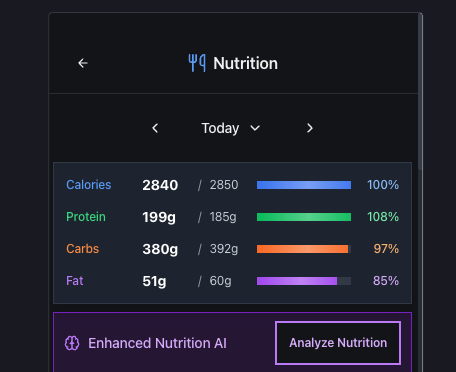 Nutrition
Today
Calories 2840 / 2850 100%
Protein 199g / 185g 108%
Carbs 380g / 392g 97%
Fat 51g / 60g 85%
Enhanced Nutrition AI Analyze Nutrition